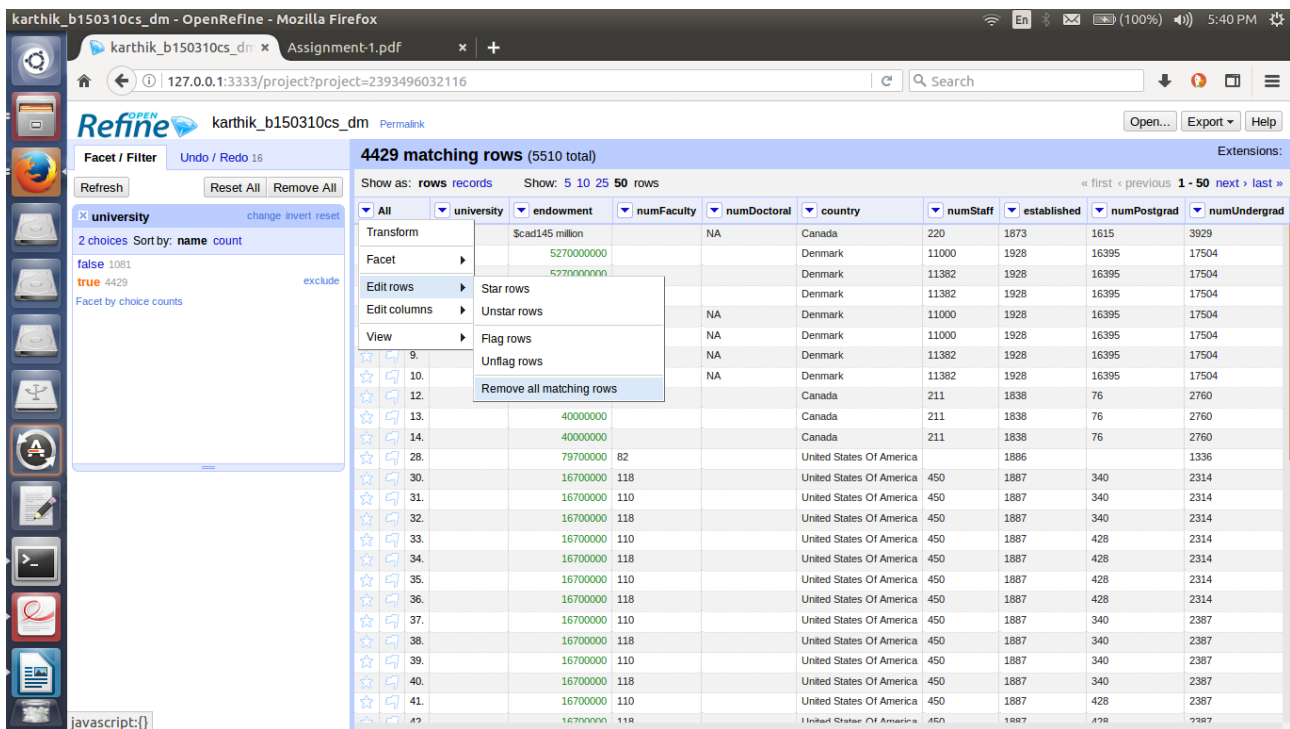 karthik_b150310cs_dm - OpenRefine - Mozilla Firefox En (100%) 5:40 PM
karthik_b150310cs_dm × Assignment-1.pdf × +
127.0.0.1:3333/project?project=2393496032116 Search
OPEN Refine karthik_b150310cs_dm Permalink Open... Export Help
Facet / Filter Undo / Redo 16 4429 matching rows (5510 total) Extensions:
Refresh Reset All Remove All Show as: rows records Show: 5 10 25 50 rows « first ‹ previous 1 - 50 next › last »
university change invert reset All university endowment numFaculty numDoctoral country numStaff established numPostgrad numUndergrad
2 choices Sort by: name count Transform $cad145 million NA Canada 220 1873 1615 3929
false 1081 Facet 5270000000 Denmark 11000 1928 16395 17504
true 4429 exclude 5270000000 Denmark 11382 1928 16395 17504
Facet by choice counts Edit rows Star rows Denmark 11382 1928 16395 17504
Edit columns Unstar rows NA Denmark 11000 1928 16395 17504
View Flag rows NA Denmark 11000 1928 16395 17504
9. Unflag rows NA Denmark 11382 1928 16395 17504
10. Remove all matching rows NA Denmark 11382 1928 16395 17504
12. Canada 211 1838 76 2760
13. 40000000 Canada 211 1838 76 2760
14. 40000000 Canada 211 1838 76 2760
28. 79700000 82 United States Of America 1886 1336
30. 16700000 118 United States Of America 450 1887 340 2314
31. 16700000 110 United States Of America 450 1887 340 2314
32. 16700000 118 United States Of America 450 1887 340 2314
33. 16700000 110 United States Of America 450 1887 428 2314
34. 16700000 118 United States Of America 450 1887 428 2314
35. 16700000 110 United States Of America 450 1887 428 2314
36. 16700000 118 United States Of America 450 1887 428 2314
37. 16700000 110 United States Of America 450 1887 340 2387
38. 16700000 118 United States Of America 450 1887 340 2387
39. 16700000 110 United States Of America 450 1887 340 2387
40. 16700000 118 United States Of America 450 1887 340 2387
41. 16700000 110 United States Of America 450 1887 428 2387
42. 16700000 118 United States Of America 450 1887 428 2387
javascript:{}